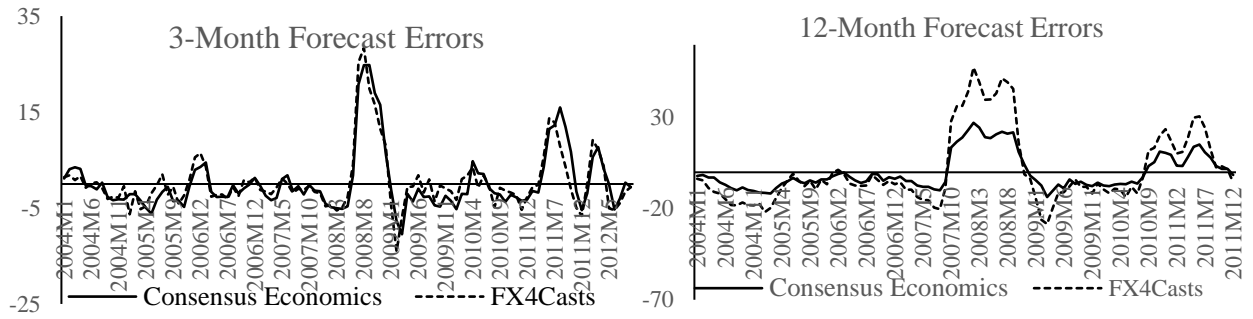 3-Month Forecast Errors
35
15
-5
-25
2004M1
2004M6
2004M11
2005M4
2005M9
2006M2
2006M7
2006M12
2007M5
2007M10
2008M3
2008M8
2009M1
2009M6
2009M11
2010M4
2010M9
2011M2
2011M7
2011M12
2012M5
Consensus Economics
FX4Casts
12-Month Forecast Errors
30
-20
-70
2004M1
2004M6
2004M11
2005M4
2005M9
2006M2
2006M7
2006M12
2007M5
2007M10
2008M3
2008M8
2009M1
2009M6
2009M11
2010M4
2010M9
2011M2
2011M7
2011M12
Consensus Economics
FX4Casts